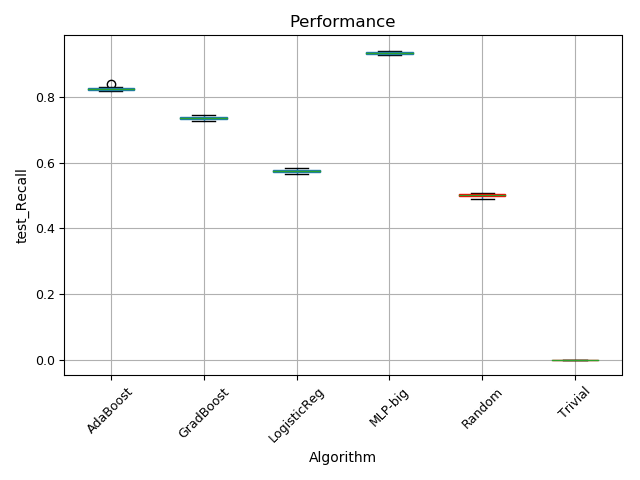 Performance
test_Recall
0.8
0.6
0.4
0.2
0.0
AdaBoost
GradBoost
LogisticReg
MLP-big
Random
Trivial
Algorithm